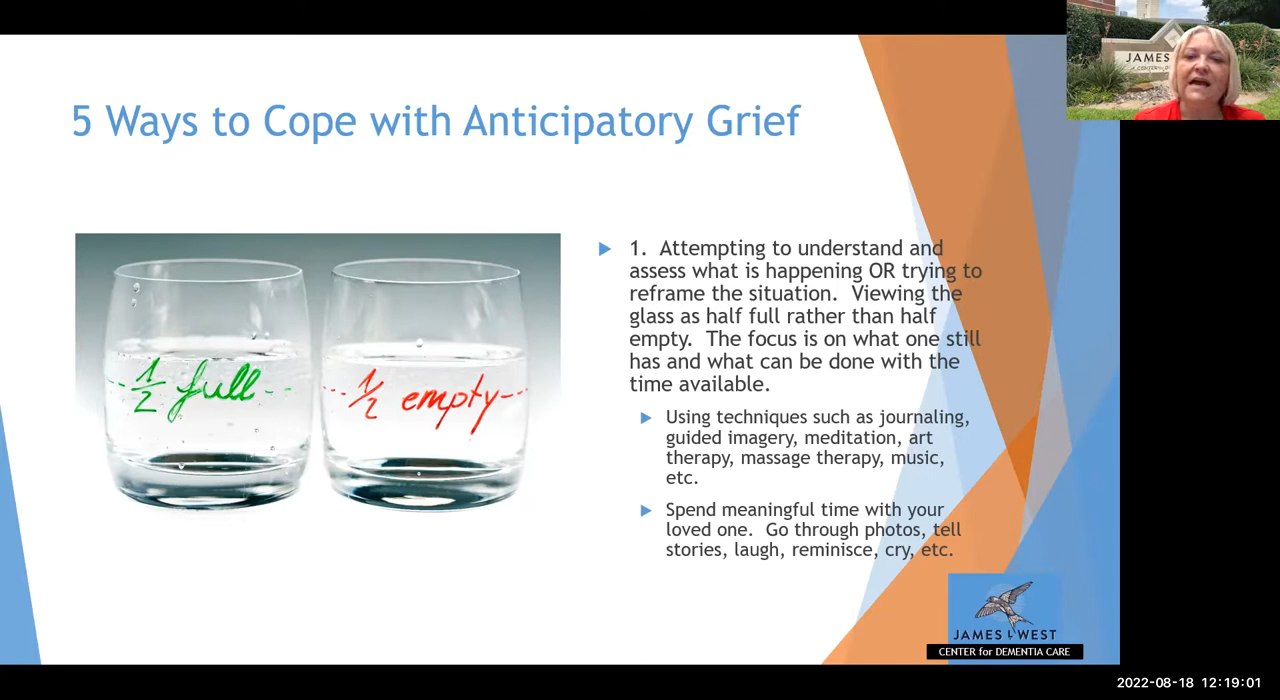 JAMES
5 Ways to Cope with Anticipatory Grief
1. Attempting to understand and
assess what is happening OR trying to
reframe the situation. Viewing the
glass as half full rather than half
empty. The focus is on what one still
has and what can be done with the
time available.
1/2 full
1/2 empty
Using techniques such as journaling,
guided imagery, meditation, art
therapy, massage therapy, music,
etc.
Spend meaningful time with your
loved one. Go through photos, tell
stories, laugh, reminisce, cry, etc.
JAMES L WEST
CENTER for DEMENTIA CARE
2022-08-18 12:19:01